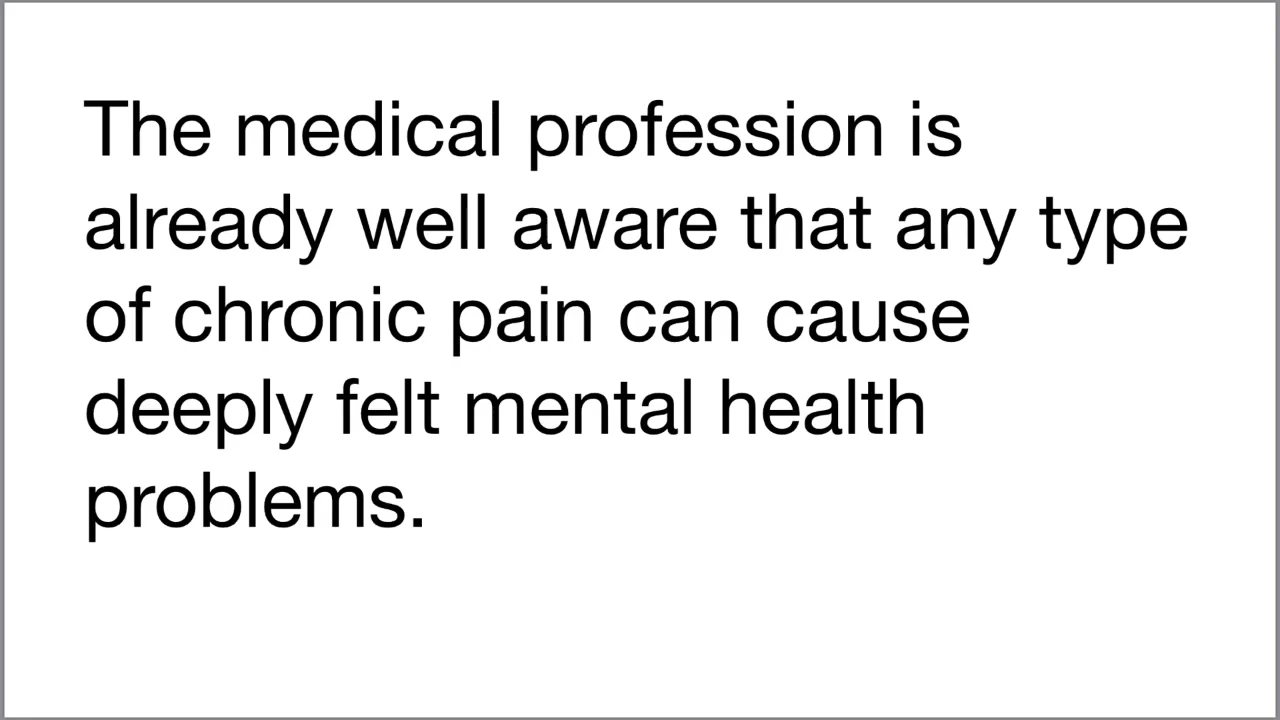 The medical profession is
already well aware that any type
of chronic pain can cause
deeply felt mental health
problems.